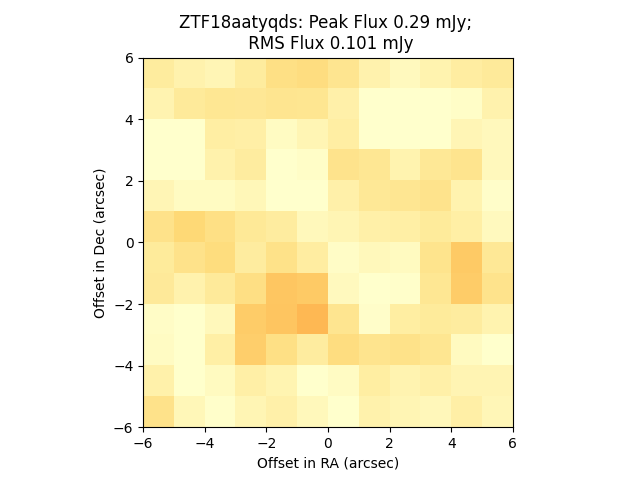 ZTF18aatyqds: Peak Flux 0.29 mJy;
RMS Flux 0.101 mJy
6
4
2
0
−2
−4
−6
Offset in Dec (arcsec)
−6 −4 −2 0 2 4 6
Offset in RA (arcsec)